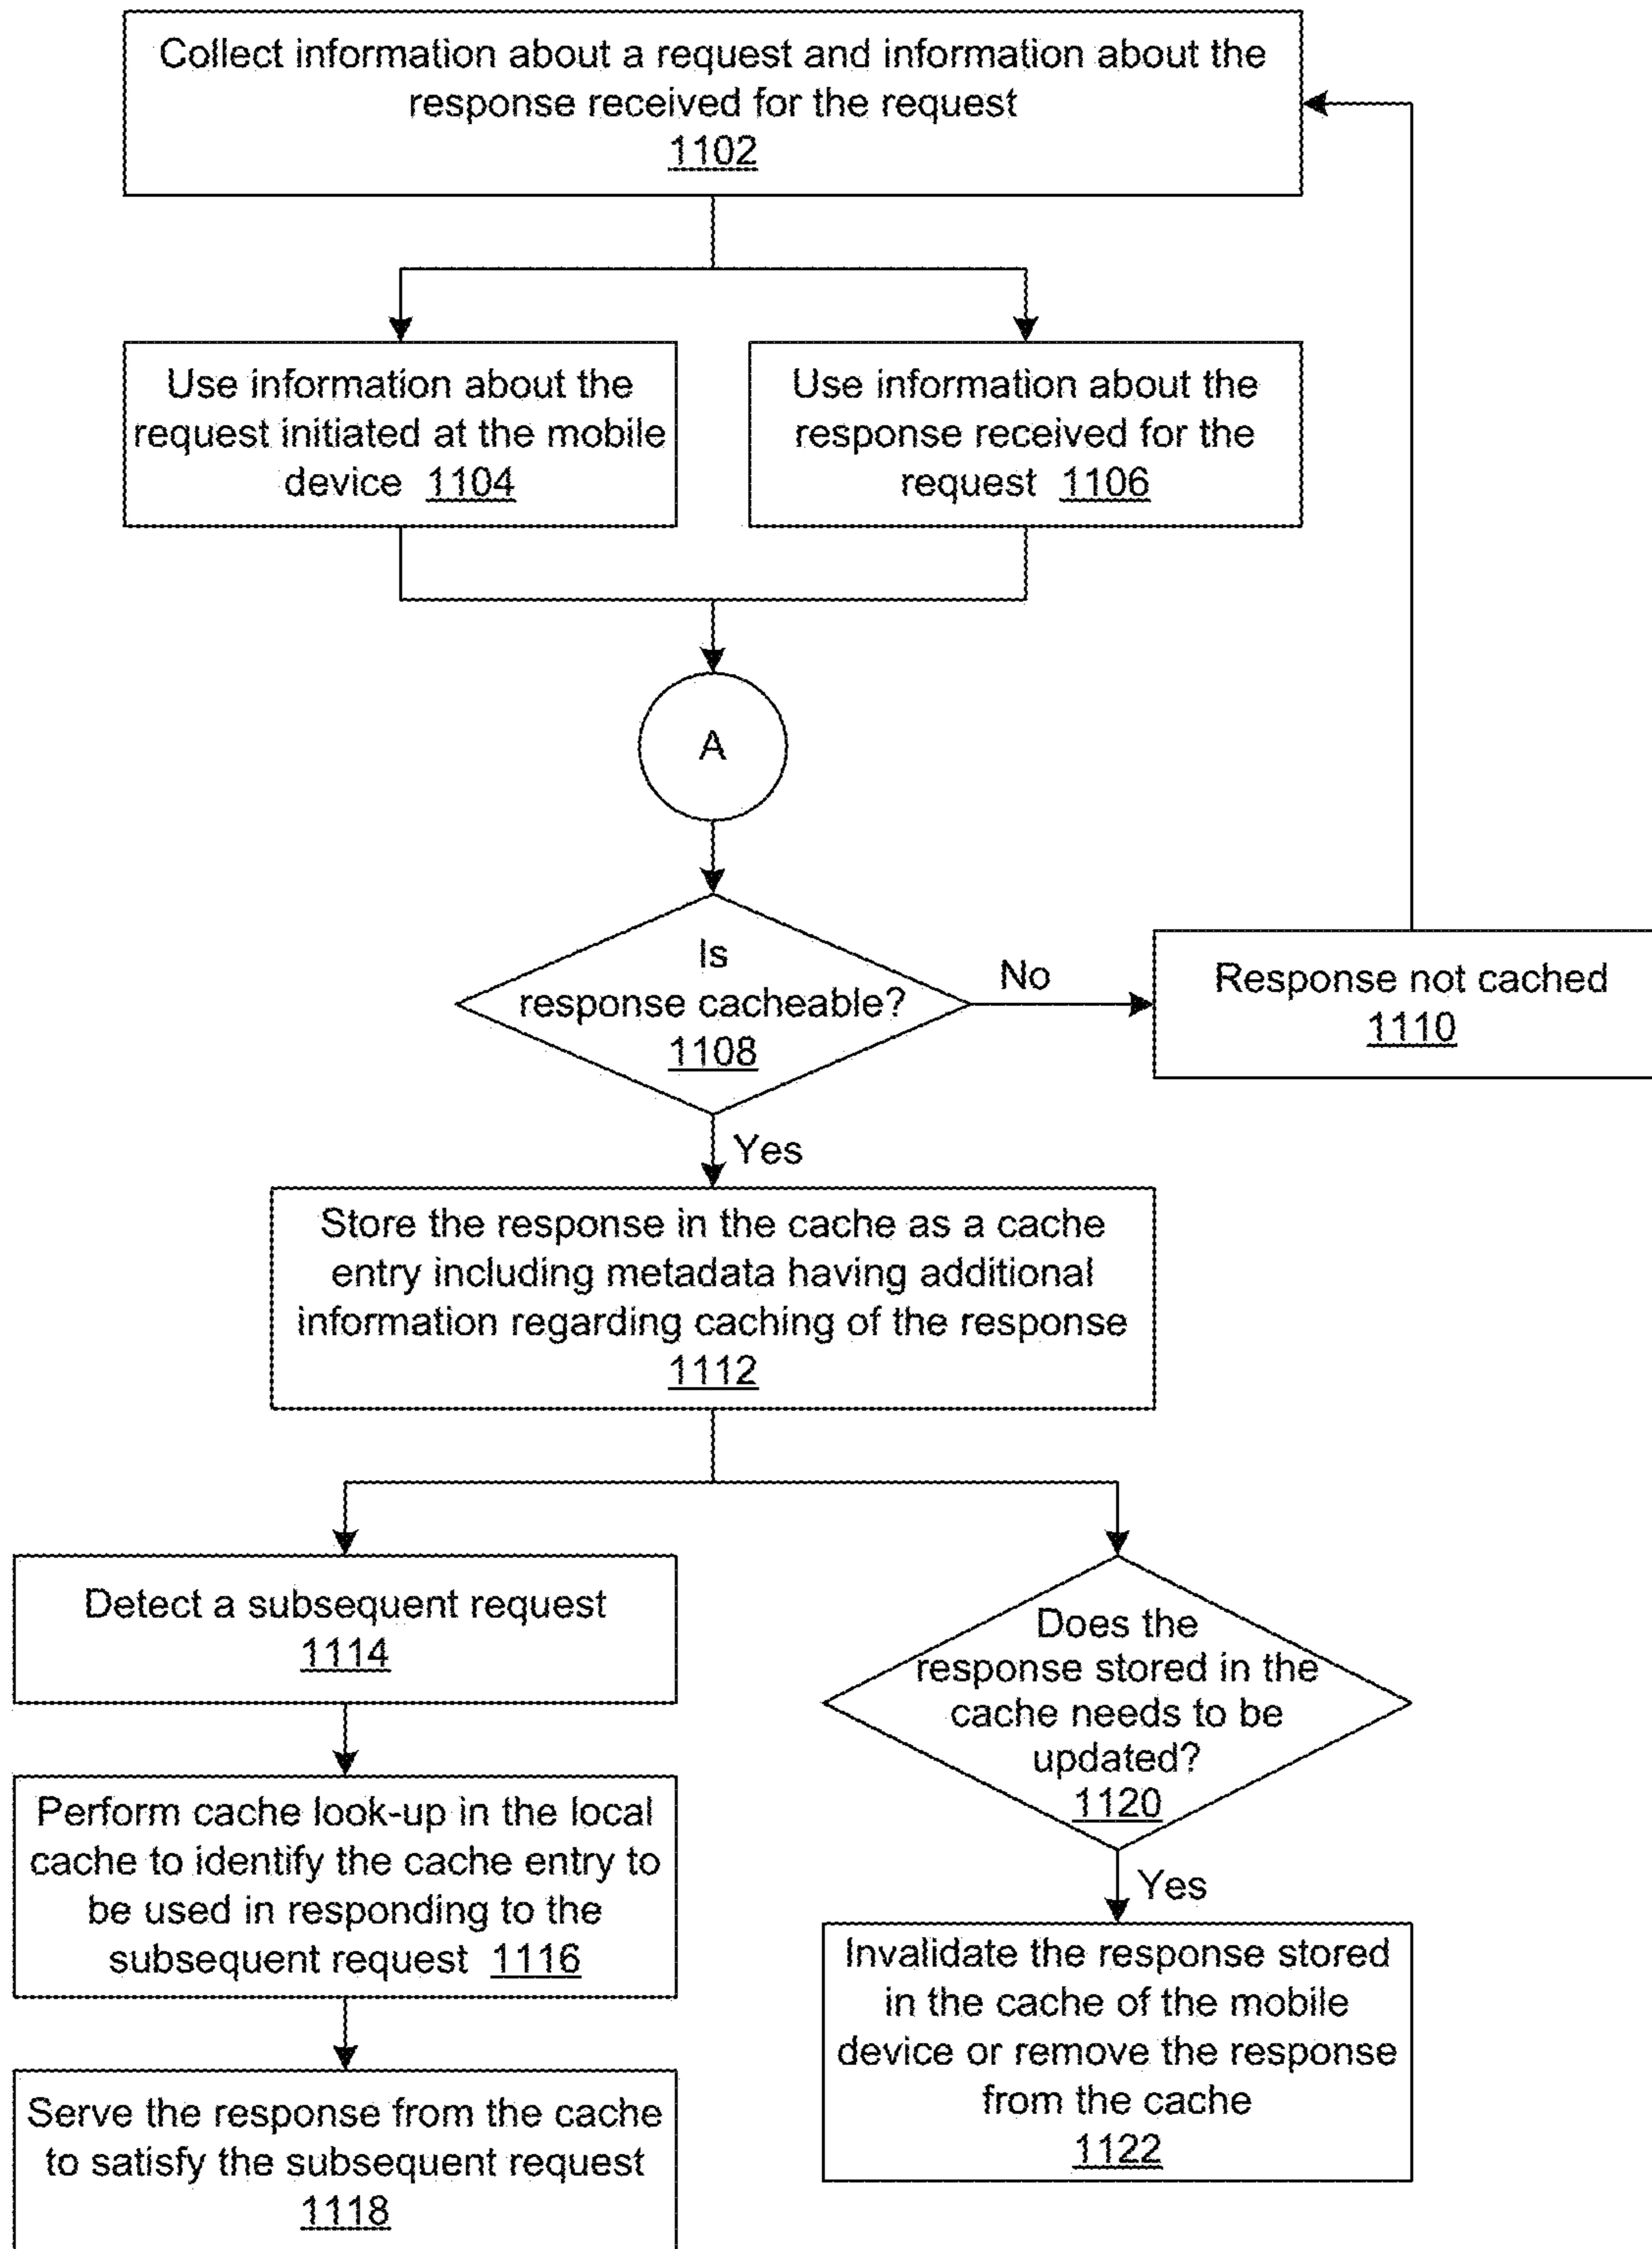 Collect information about a request and information about the
response received for the request
1102
Use information about the
request initiated at the mobile
device 1104
Use information about the
response received for the
request 1106
A
Is
response cacheable?
1108
No
Response not cached
1110
Yes
Store the response in the cache as a cache
entry including metadata having additional
information regarding caching of the response
1112
Detect a subsequent request
1114
Perform cache look-up in the local
cache to identify the cache entry to
be used in responding to the
subsequent request 1116
Serve the response from the cache
to satisfy the subsequent request
1118
Does the
response stored in the
cache needs to be
updated?
1120
Yes
Invalidate the response stored
in the cache of the mobile
device or remove the response
from the cache
1122